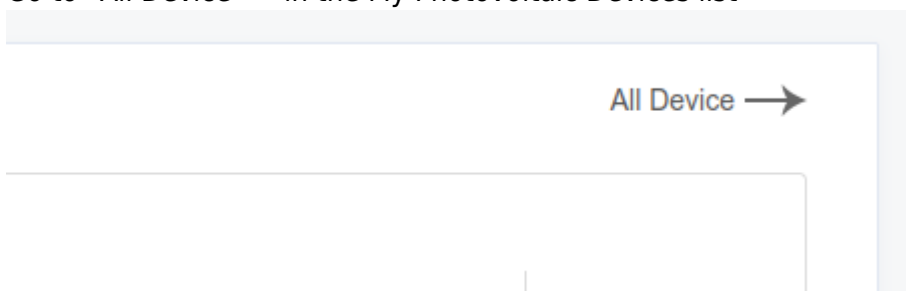 Go to All Device in the My Photovoltaic Devices list
All Device →